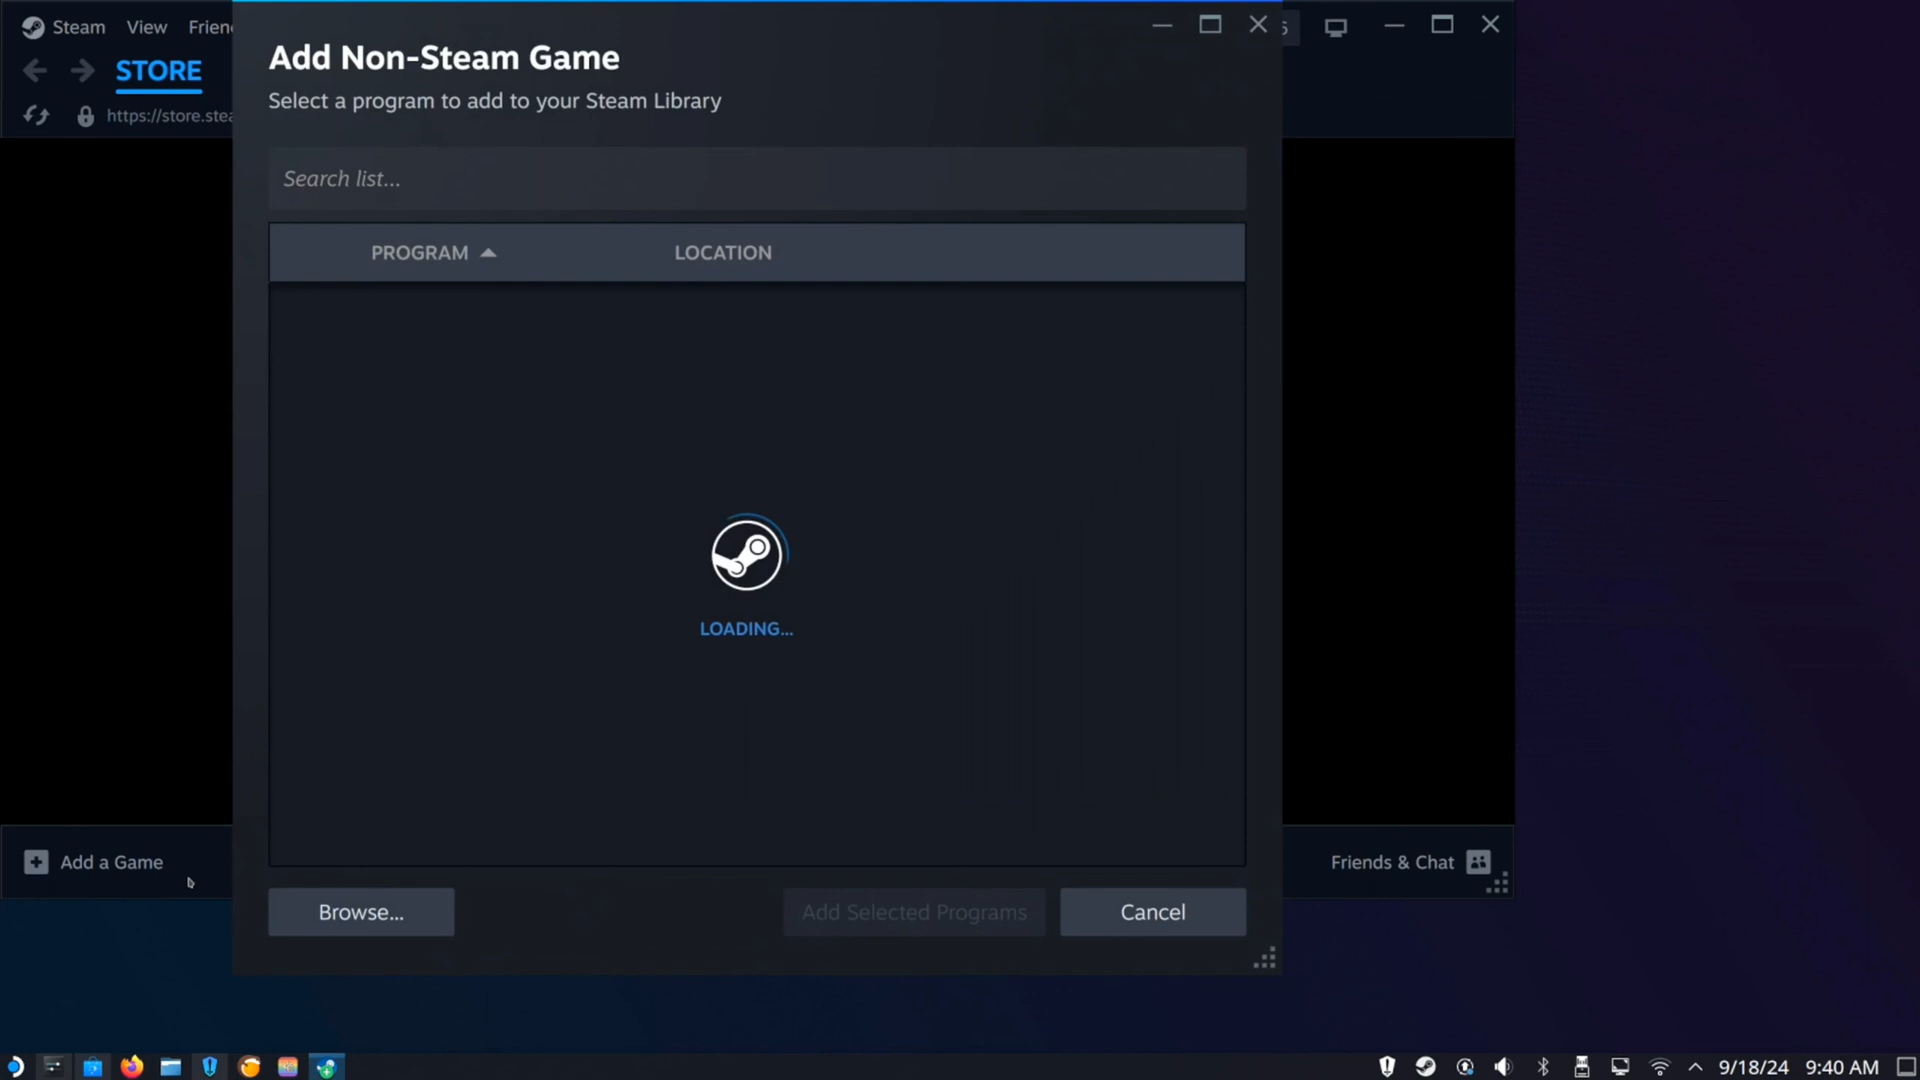 Steam View Frien
Add Non-Steam Game
STORE
Select a program to add to your Steam Library
https://store.stea
Search list...
PROGRAM LOCATION
LOADING...
Add a Game
Friends & Chat
Browse...
Add Selected Programs
Cancel
9/18/24 9:40 AM